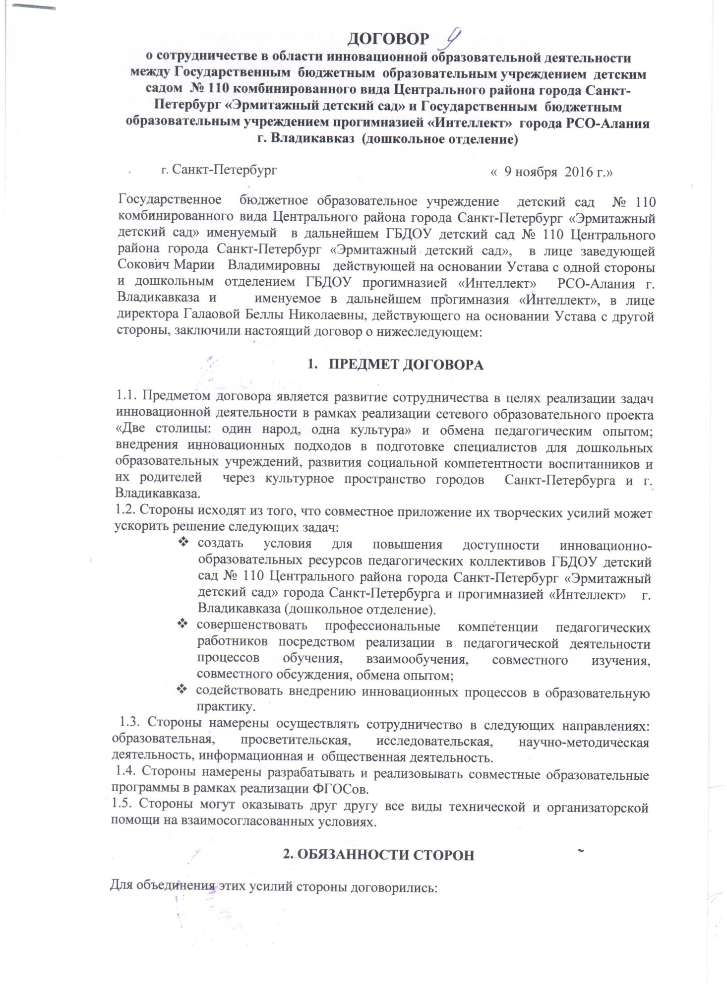 ДОГОВОР 9
о сотрудничестве в области инновационной образовательной деятельности
между Государственным бюджетным образовательным учреждением детским
садом № 110 комбинированного вида Центрального района города Санкт-
Петербург «Эрмитажный детский сад» и Государственным бюджетным
образовательным учреждением прогимназией «Интеллект» города РСО-Алания
г. Владикавказ (дошкольное отделение)
г. Санкт-Петербург « 9 ноября 2016 г.»
Государственное бюджетное образовательное учреждение детский сад № 110
комбинированного вида Центрального района города Санкт-Петербург «Эрмитажный
детский сад» именуемый в дальнейшем ГБДОУ детский сад № 110 Центрального
района города Санкт-Петербург «Эрмитажный детский сад», в лице заведующей
Сокович Марии Владимировны действующей на основании Устава с одной стороны
и дошкольным отделением ГБДОУ прогимназией «Интеллект» РСО-Алания г.
Владикавказа и именуемое в дальнейшем прогимназия «Интеллект», в лице
директора Галаовой Беллы Николаевны, действующего на основании Устава с другой
стороны, заключили настоящий договор о нижеследующем:
1. ПРЕДМЕТ ДОГОВОРА
1.1. Предметом договора является развитие сотрудничества в целях реализации задач
инновационной деятельности в рамках реализации сетевого образовательного проекта
«Две столицы: один народ, одна культура» и обмена педагогическим опытом;
внедрения инновационных подходов в подготовке специалистов для дошкольных
образовательных учреждений, развития социальной компетентности воспитанников и
их родителей через культурное пространство городов Санкт-Петербурга и г.
Владикавказа.
1.2. Стороны исходят из того, что совместное приложение их творческих усилий может
ускорить решение следующих задач:
❖ создать условия для повышения доступности инновационно-
образовательных ресурсов педагогических коллективов ГБДОУ детский
сад № 110 Центрального района города Санкт-Петербург «Эрмитажный
детский сад» города Санкт-Петербурга и прогимназией «Интеллект» г.
Владикавказа (дошкольное отделение).
❖ совершенствовать профессиональные компетенции педагогических
работников посредством реализации в педагогической деятельности
процессов обучения, взаимообучения, совместного изучения,
совместного обсуждения, обмена опытом;
❖ содействовать внедрению инновационных процессов в образовательную
практику.
1.3. Стороны намерены осуществлять сотрудничество в следующих направлениях:
образовательная, просветительская, исследовательская, научно-методическая
деятельность, информационная и общественная деятельность.
1.4. Стороны намерены разрабатывать и реализовывать совместные образовательные
программы в рамках реализации ФГОСов.
1.5. Стороны могут оказывать друг другу все виды технической и организаторской
помощи на взаимосогласованных условиях.
2. ОБЯЗАННОСТИ СТОРОН
Для объединения этих усилий стороны договорились: